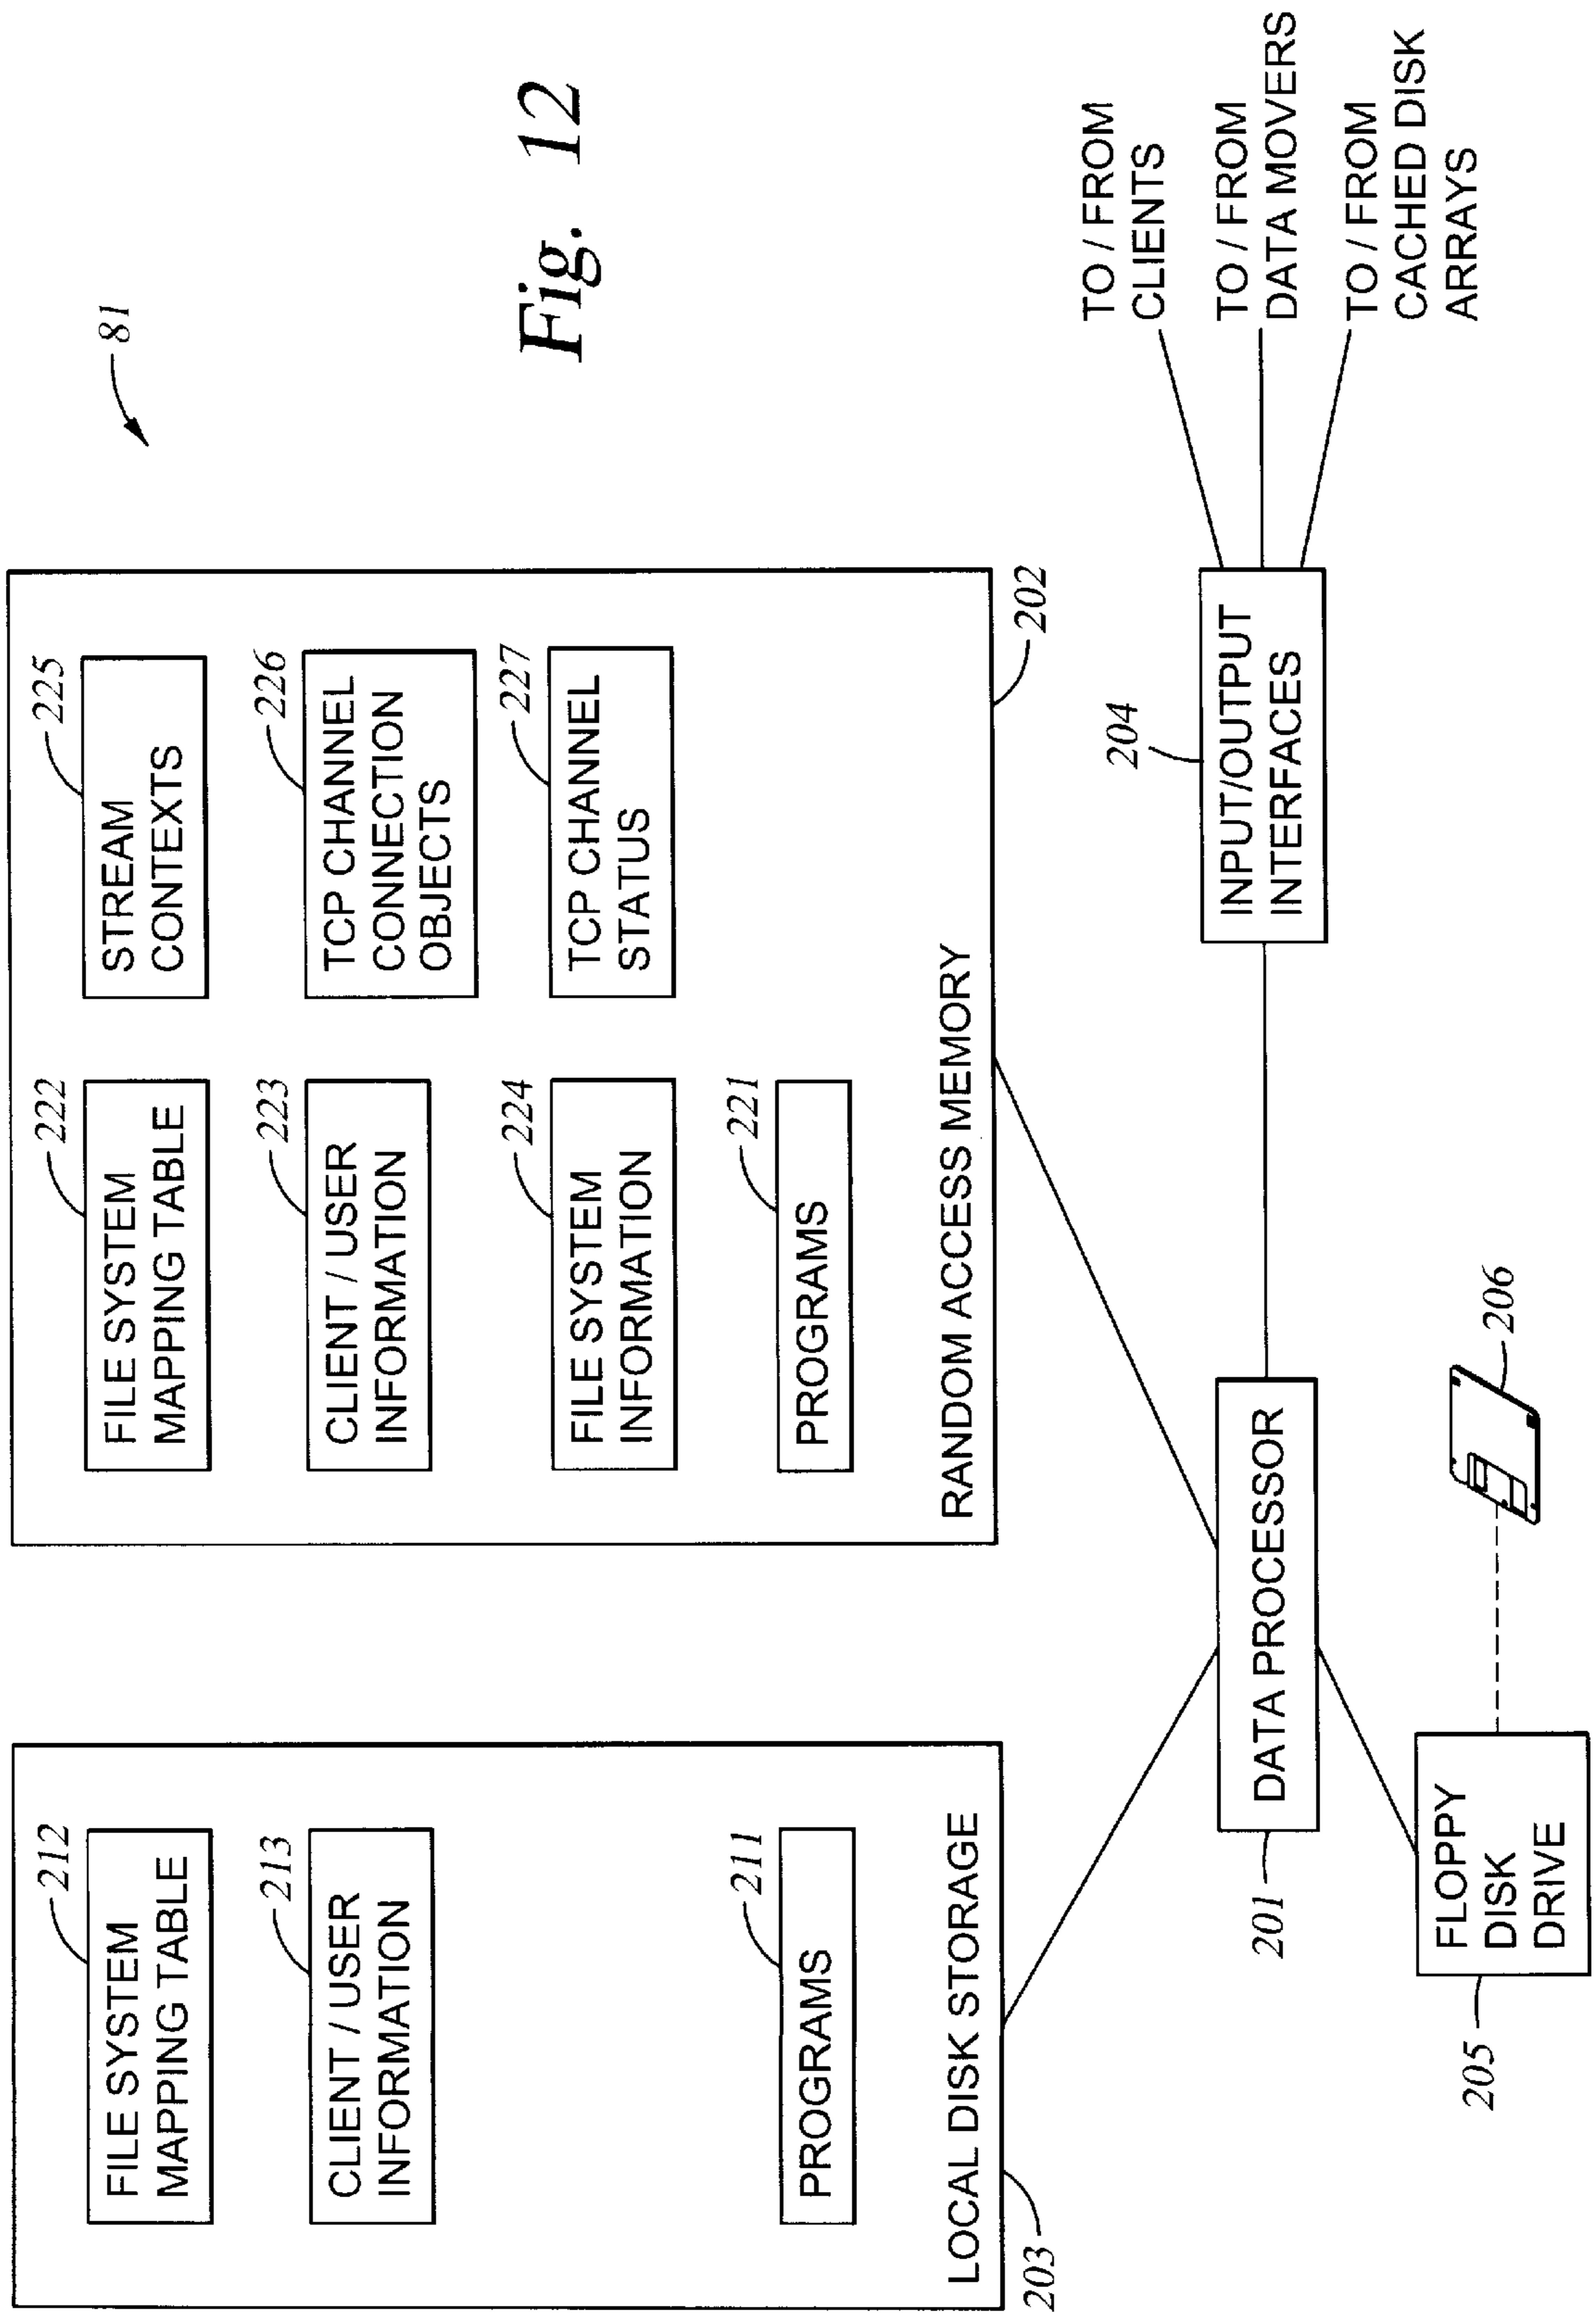 81
Fig. 12
212
FILE SYSTEM
MAPPING TABLE
213
CLIENT / USER
INFORMATION
211
PROGRAMS
LOCAL DISK STORAGE
203
222
FILE SYSTEM
MAPPING TABLE
223
CLIENT / USER
INFORMATION
224
FILE SYSTEM
INFORMATION
221
PROGRAMS
225
STREAM
CONTEXTS
226
TCP CHANNEL
CONNECTION
OBJECTS
227
TCP CHANNEL
STATUS
RANDOM ACCESS MEMORY
202
201
DATA PROCESSOR
204
INPUT/OUTPUT
INTERFACES
TO / FROM
CLIENTS
TO / FROM
DATA MOVERS
TO / FROM
CACHED DISK
ARRAYS
205
FLOPPY
DISK
DRIVE
206